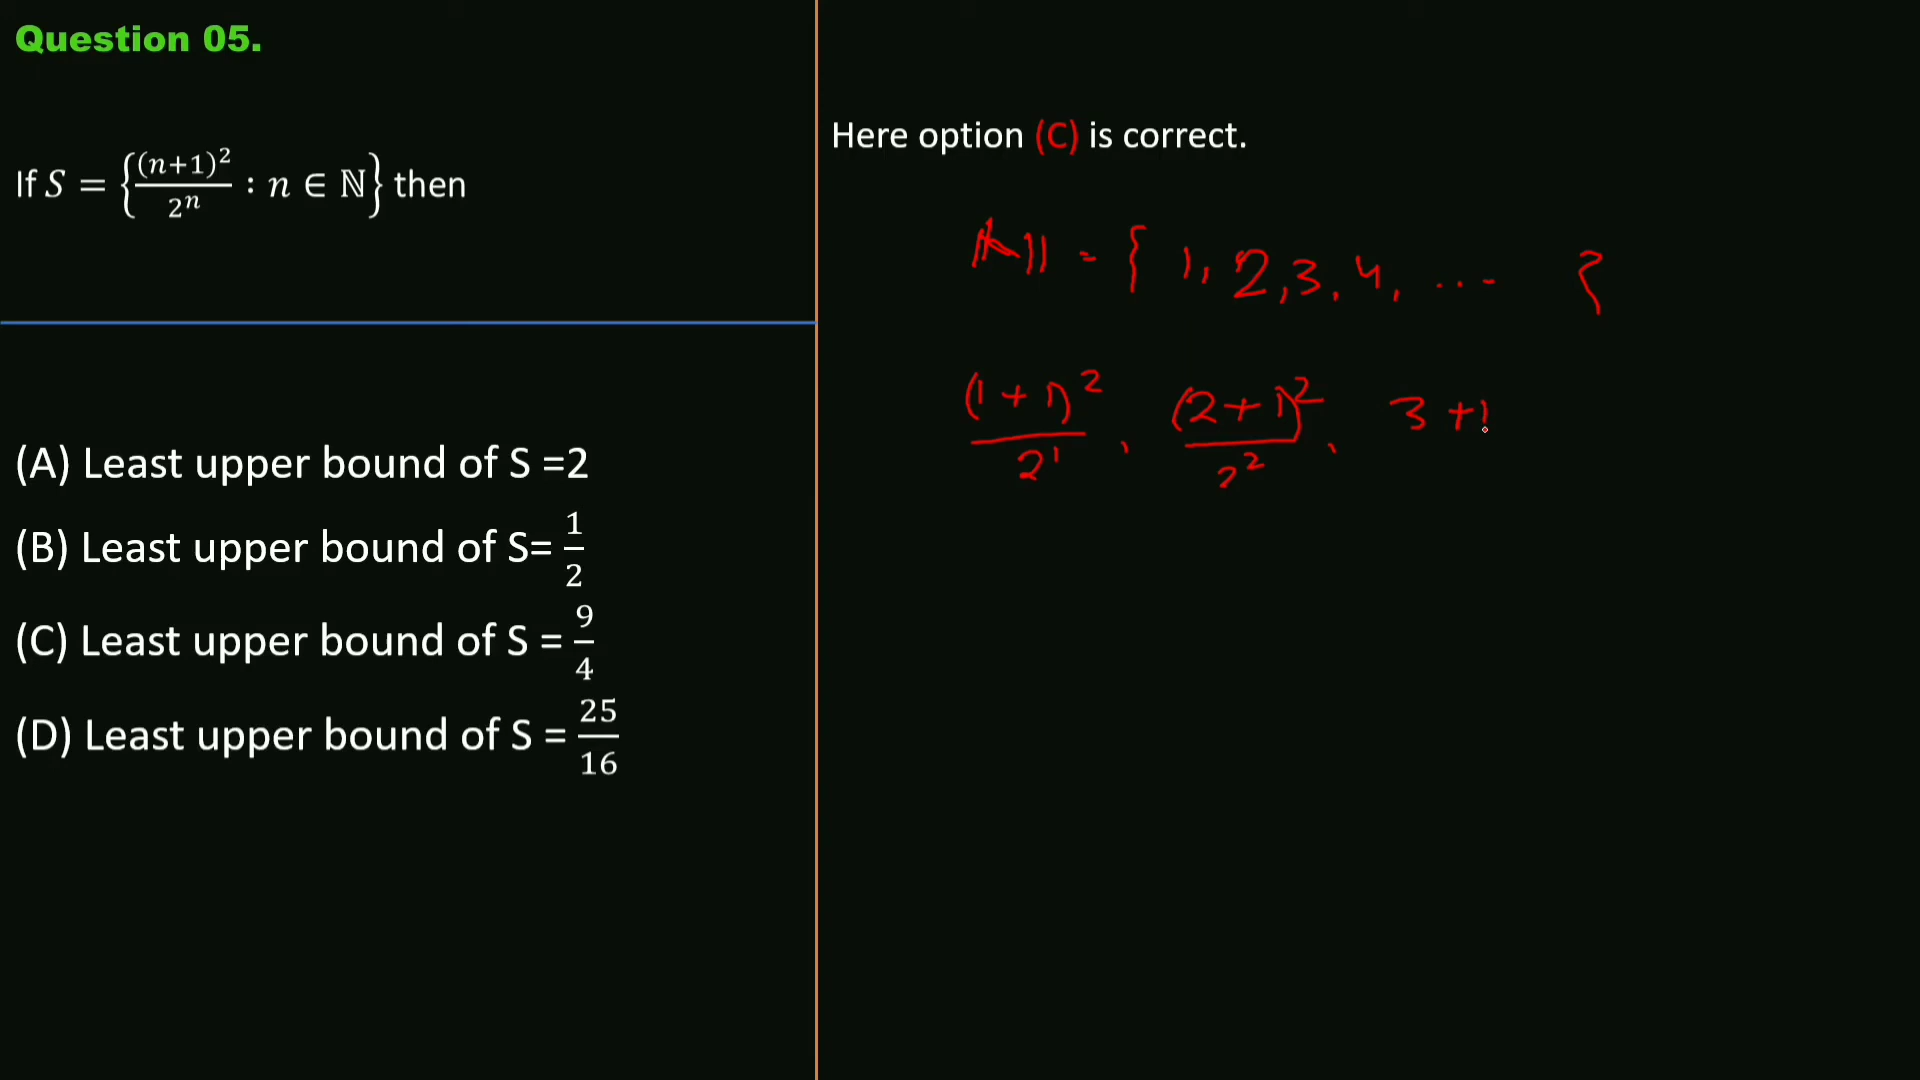 Question 05.
If S = {(n+1)²/2ⁿ : n ∈ ℕ} then
(A) Least upper bound of S =2
(B) Least upper bound of S= 1/2
(C) Least upper bound of S = 9/4
(D) Least upper bound of S = 25/16
Here option (C) is correct.
= { 1, 2, 3, 4, ... }
(1+1)²/2¹ , (2+1)²/2² , 3+1